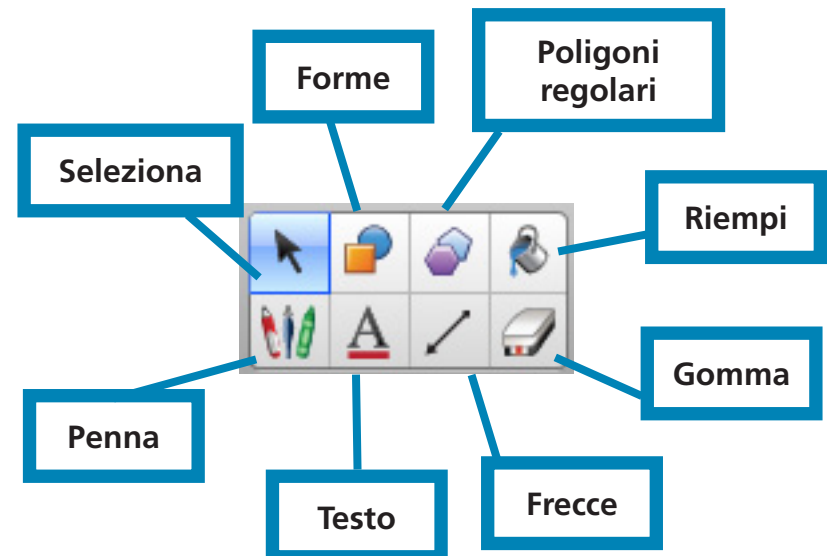 Poligoni
regolari
Forme
Seleziona
Riempi
A
Gomma
Penna
Frecce
Testo